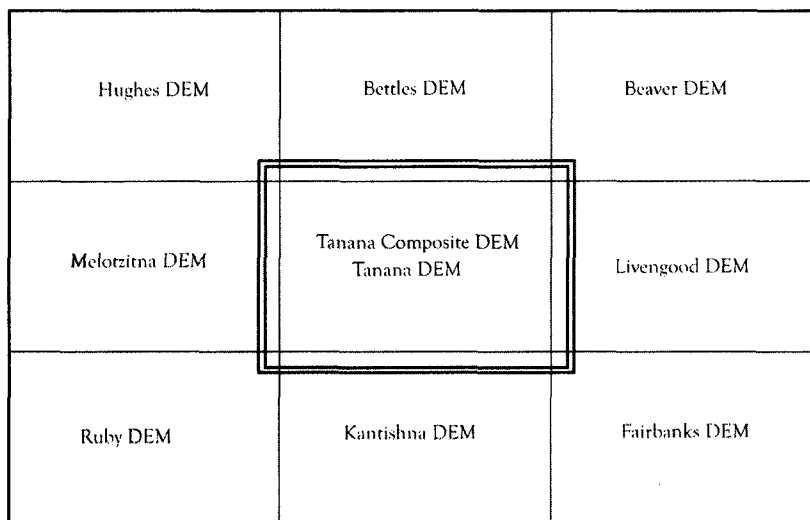 Hughes DEM
Bettles DEM
Beaver DEM
Melotzitna DEM
Tanana Composite DEM
Tanana DEM
Livengood DEM
Ruby DEM
Kantishna DEM
Fairbanks DEM